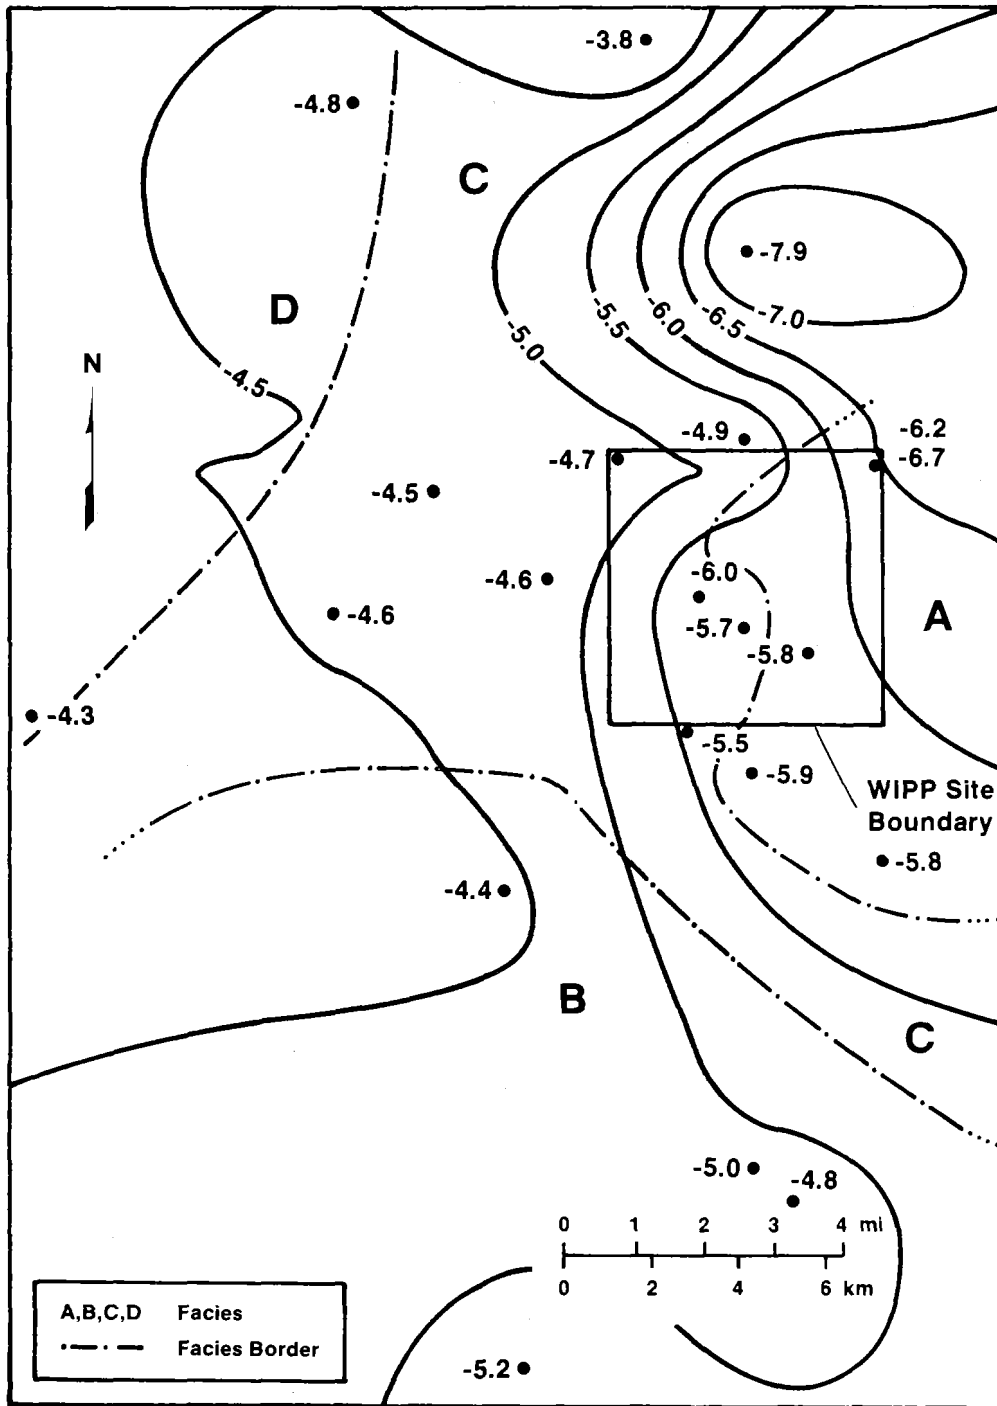 -3.8
-4.8
C
-7.9
-7.0
D
-5.5
-6.0
-6.5
-5.0
N
-4.5
-4.9
-6.2
-4.7
-6.7
-4.5
-6.0
-4.6
-4.6
A
-5.7
-5.8
-4.3
-5.5
-5.9
WIPP Site
Boundary
-5.8
-4.4
B
C
-5.0
-4.8
0 1 2 3 4 mi
0 2 4 6 km
A,B,C,D Facies
Facies Border
-5.2